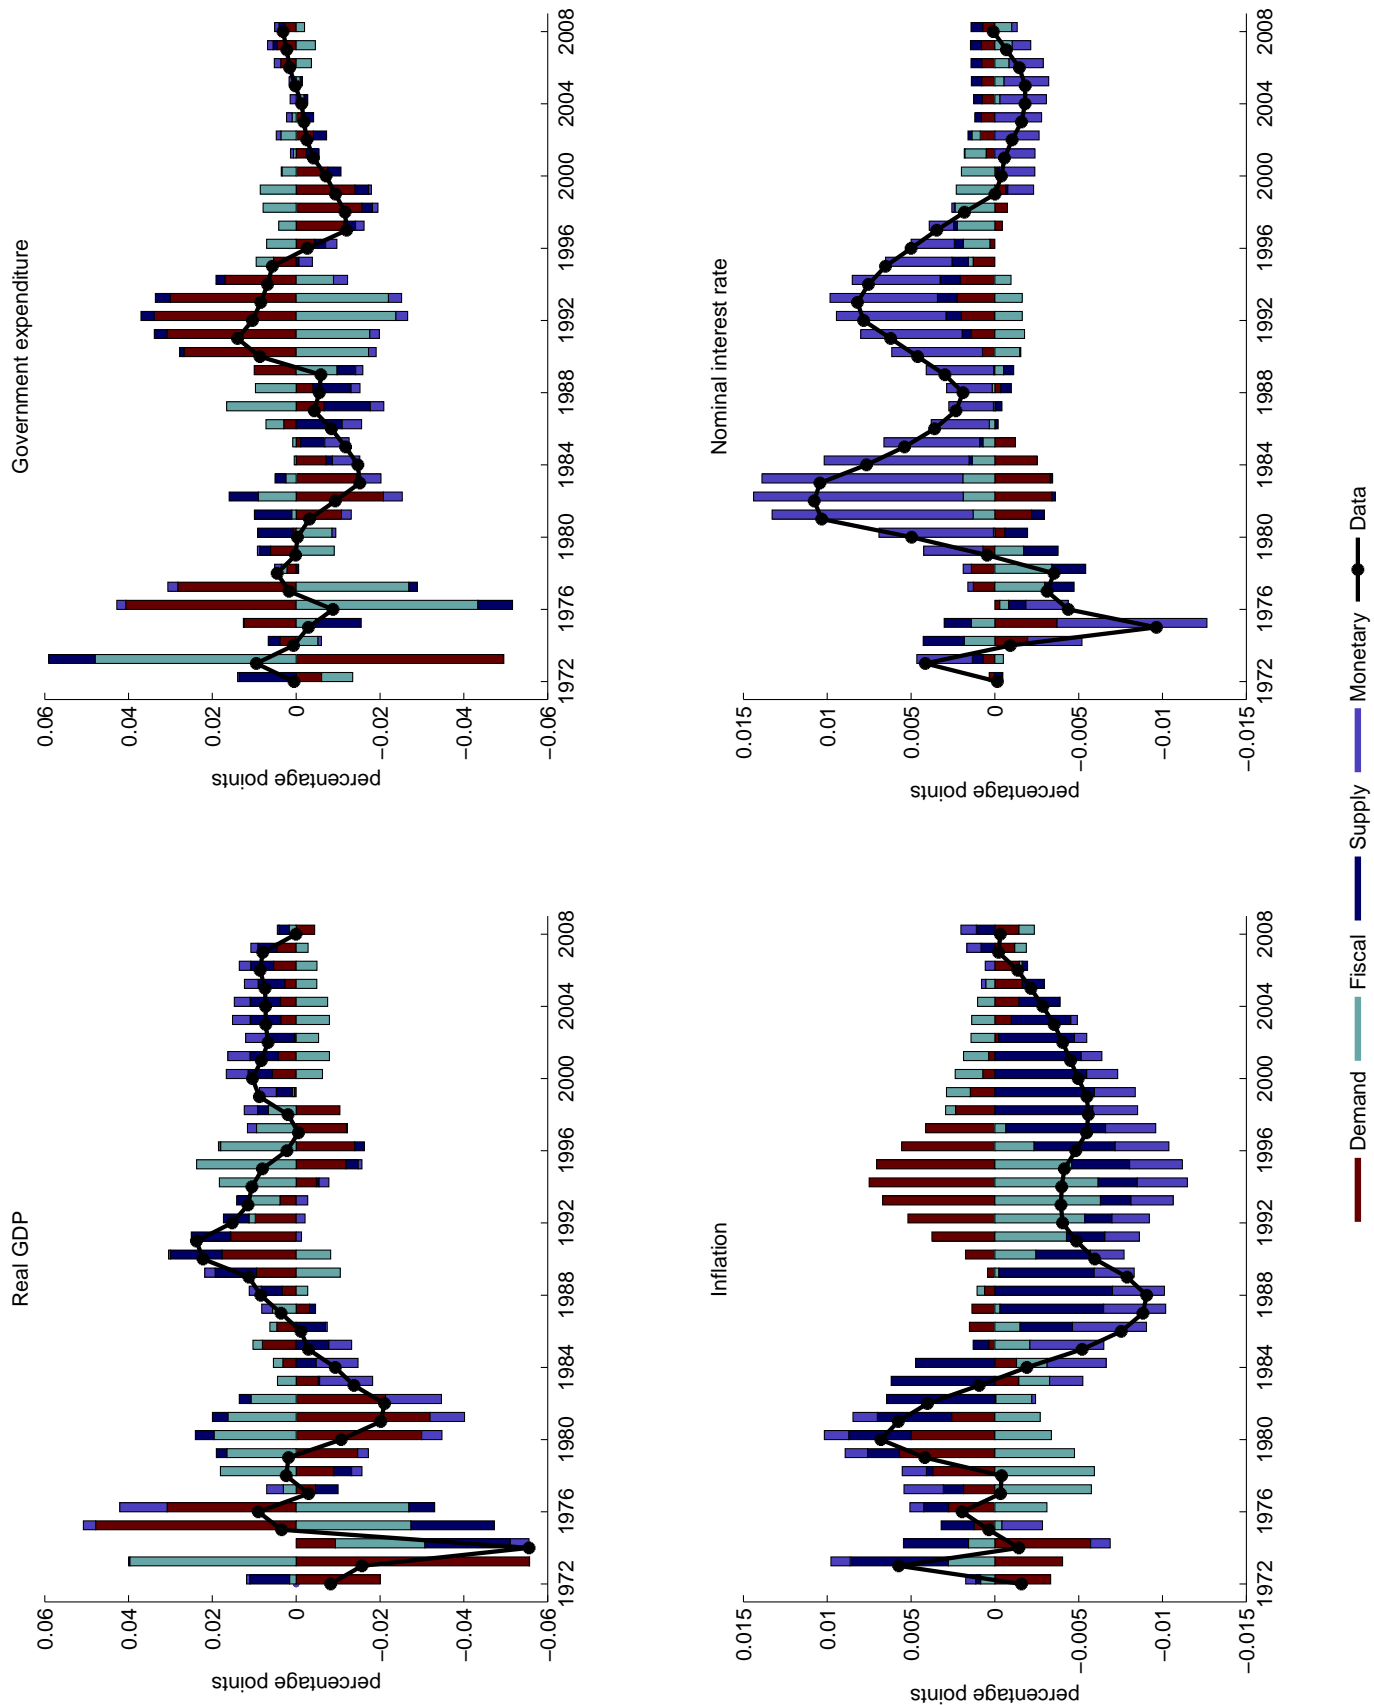 Real GDP
0.06
0.04
0.02
0
−0.02
−0.04
−0.06
percentage points
1972 1976 1980 1984 1988 1992 1996 2000 2004 2008
Government expenditure
0.06
0.04
0.02
0
−0.02
−0.04
−0.06
percentage points
1972 1976 1980 1984 1988 1992 1996 2000 2004 2008
Inflation
0.015
0.01
0.005
0
−0.005
−0.01
−0.015
percentage points
1972 1976 1980 1984 1988 1992 1996 2000 2004 2008
Nominal interest rate
0.015
0.01
0.005
0
−0.005
−0.01
−0.015
percentage points
1972 1976 1980 1984 1988 1992 1996 2000 2004 2008
Demand Fiscal Supply Monetary Data